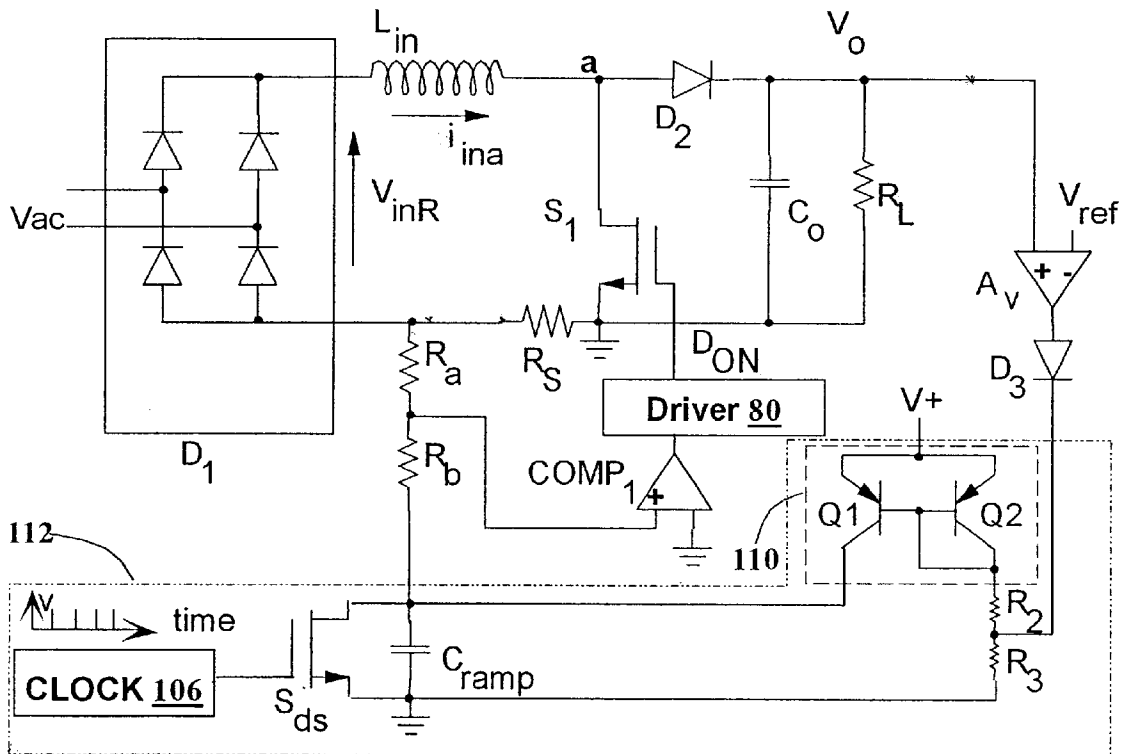 L_in
a
V_o
D_2
i_ina
V_inR
Vac
S_1
C_o
R_L
V_ref
+ -
A_v
R_a
R_S
D_ON
D_3
Driver 80
V+
D_1
R_b
COMP_1
+
Q1
Q2
112
110
v
time
R_2
CLOCK 106
S_ds
C_ramp
R_3